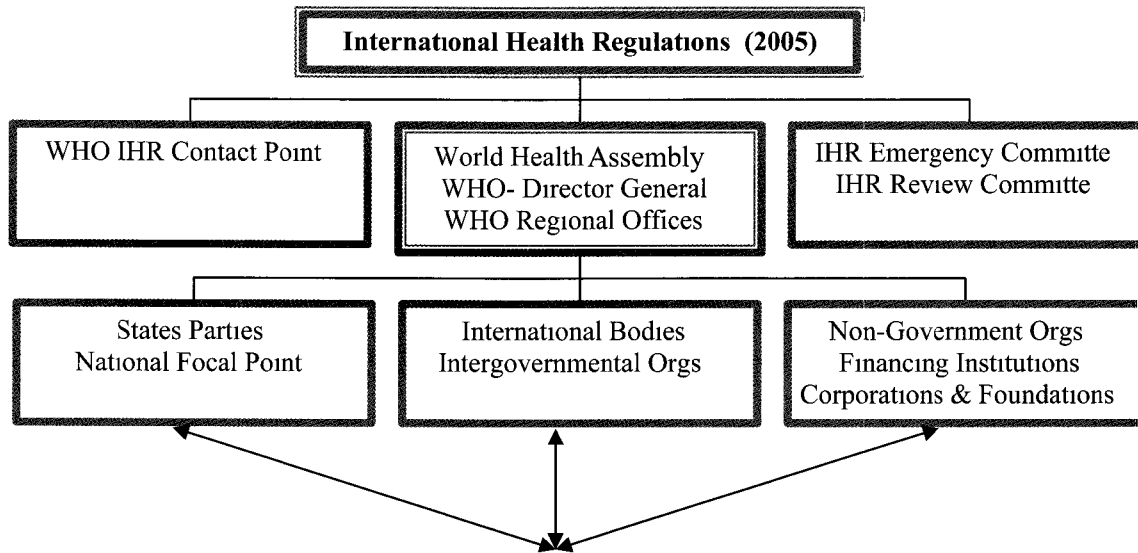 International Health Regulations (2005)
WHO IHR Contact Point
World Health Assembly
WHO- Director General
WHO Regional Offices
IHR Emergency Committe
IHR Review Committe
States Parties
National Focal Point
International Bodies
Intergovernmental Orgs
Non-Government Orgs
Financing Institutions
Corporations & Foundations